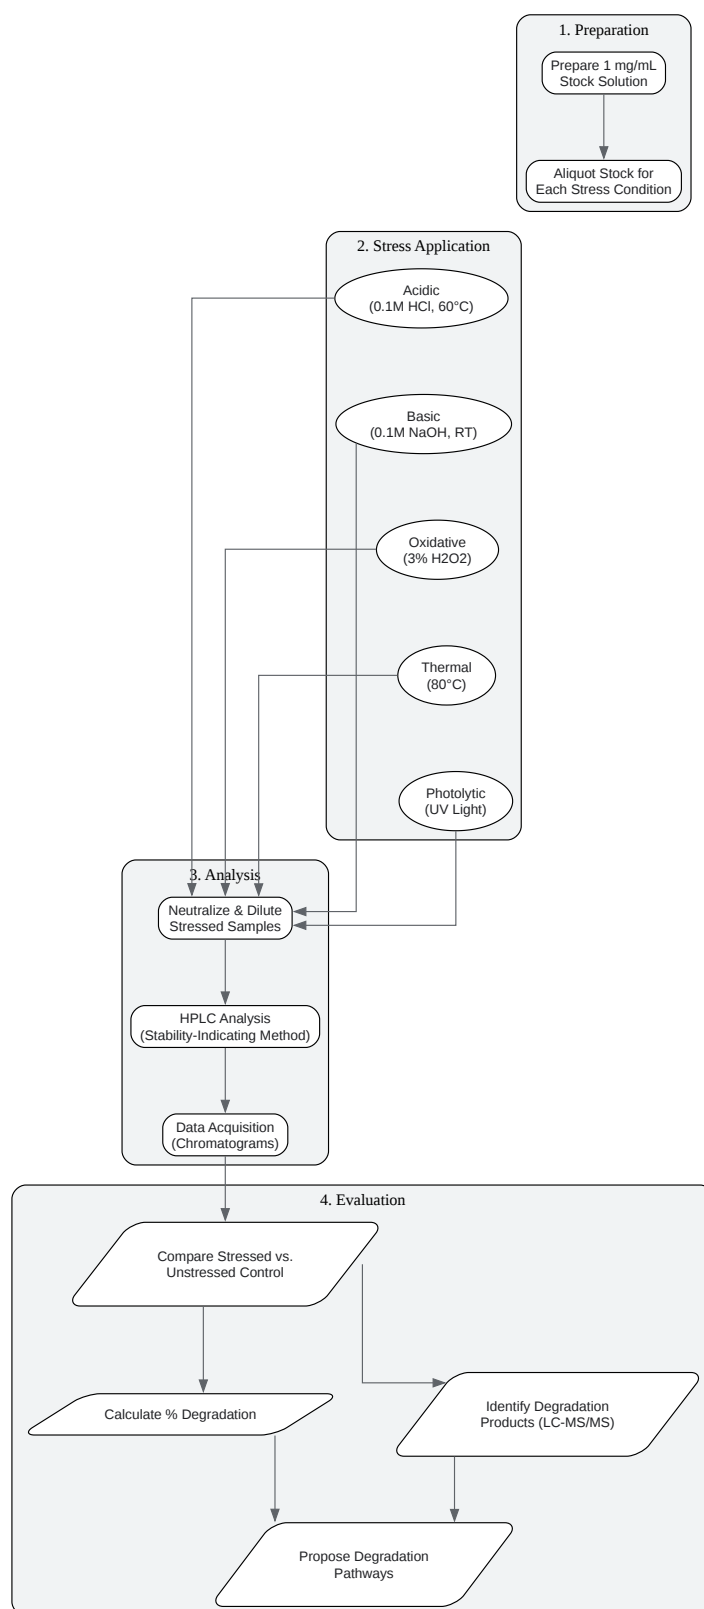 1. Preparation
Prepare 1 mg/mL
Stock Solution
Aliquot Stock for
Each Stress Condition
2. Stress Application
Acidic
(0.1M HCl, 60°C)
Basic
(0.1M NaOH, RT)
Oxidative
(3% H2O2)
Thermal
(80°C)
Photolytic
(UV Light)
3. Analysis
Neutralize & Dilute
Stressed Samples
HPLC Analysis
(Stability-Indicating Method)
Data Acquisition
(Chromatograms)
4. Evaluation
Compare Stressed vs.
Unstressed Control
Calculate % Degradation
Identify Degradation
Products (LC-MS/MS)
Propose Degradation
Pathways